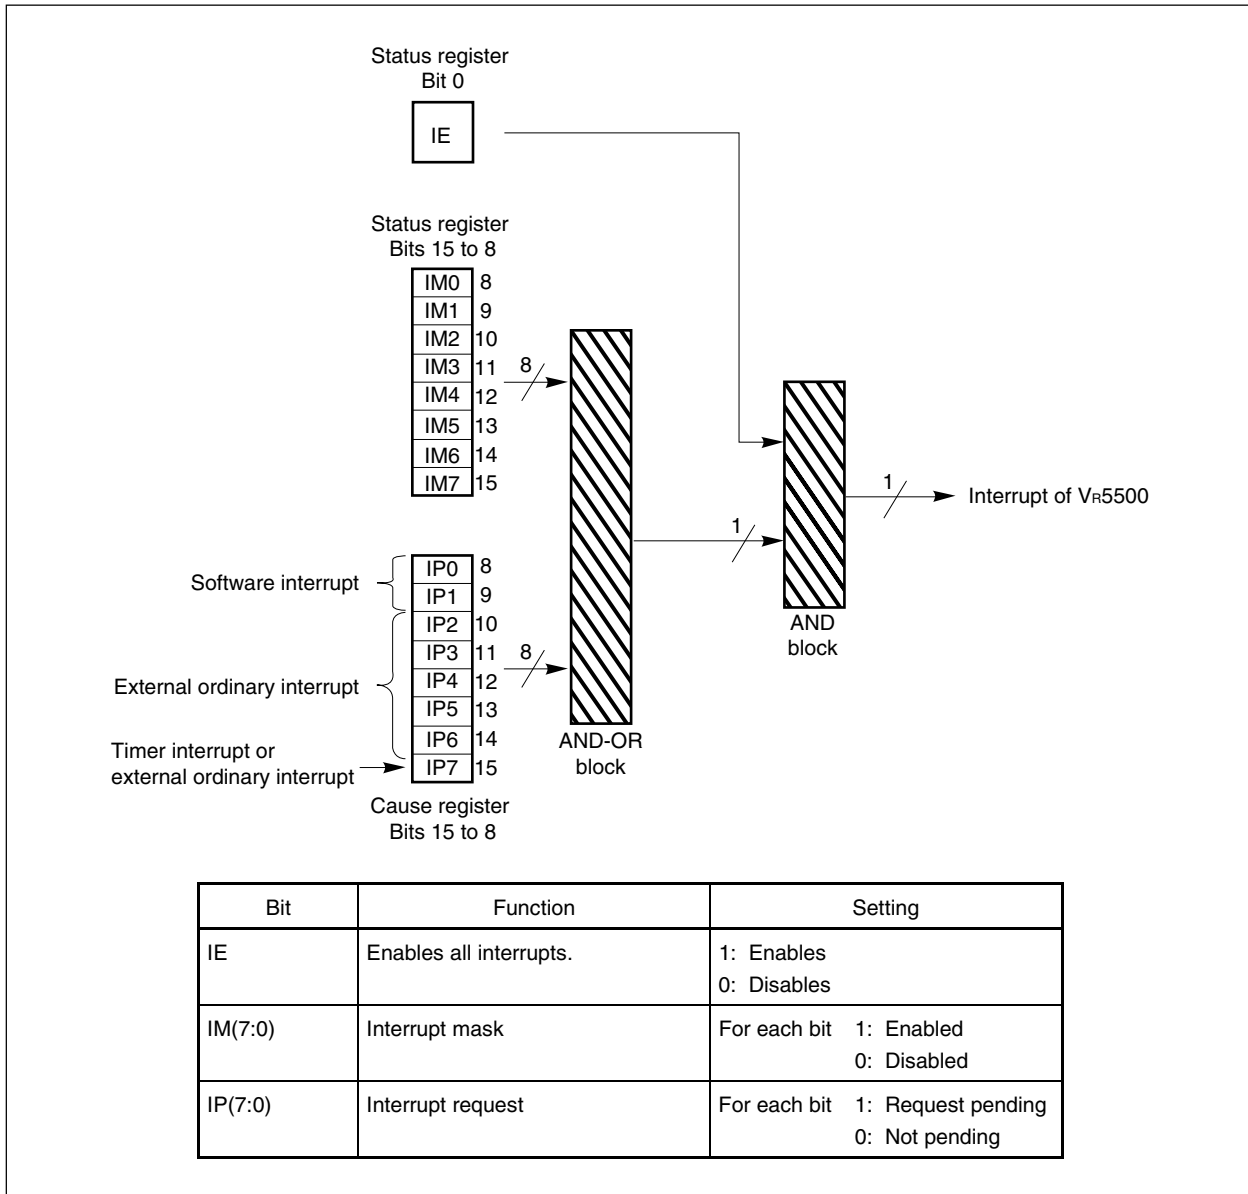 Status register
Bit 0
IE
Status register
Bits 15 to 8
IM0 8
IM1 9
IM2 10
IM3 11
IM4 12
IM5 13
IM6 14
IM7 15
8
1
1
Interrupt of VR5500
Software interrupt
External ordinary interrupt
Timer interrupt or
external ordinary interrupt
IP0 8
IP1 9
IP2 10
IP3 11
IP4 12
IP5 13
IP6 14
IP7 15
8
Cause register
Bits 15 to 8
AND-OR
block
AND
block
Bit Function Setting
IE Enables all interrupts. 1: Enables
0: Disables
IM(7:0) Interrupt mask For each bit 1: Enabled
0: Disabled
IP(7:0) Interrupt request For each bit 1: Request pending
0: Not pending